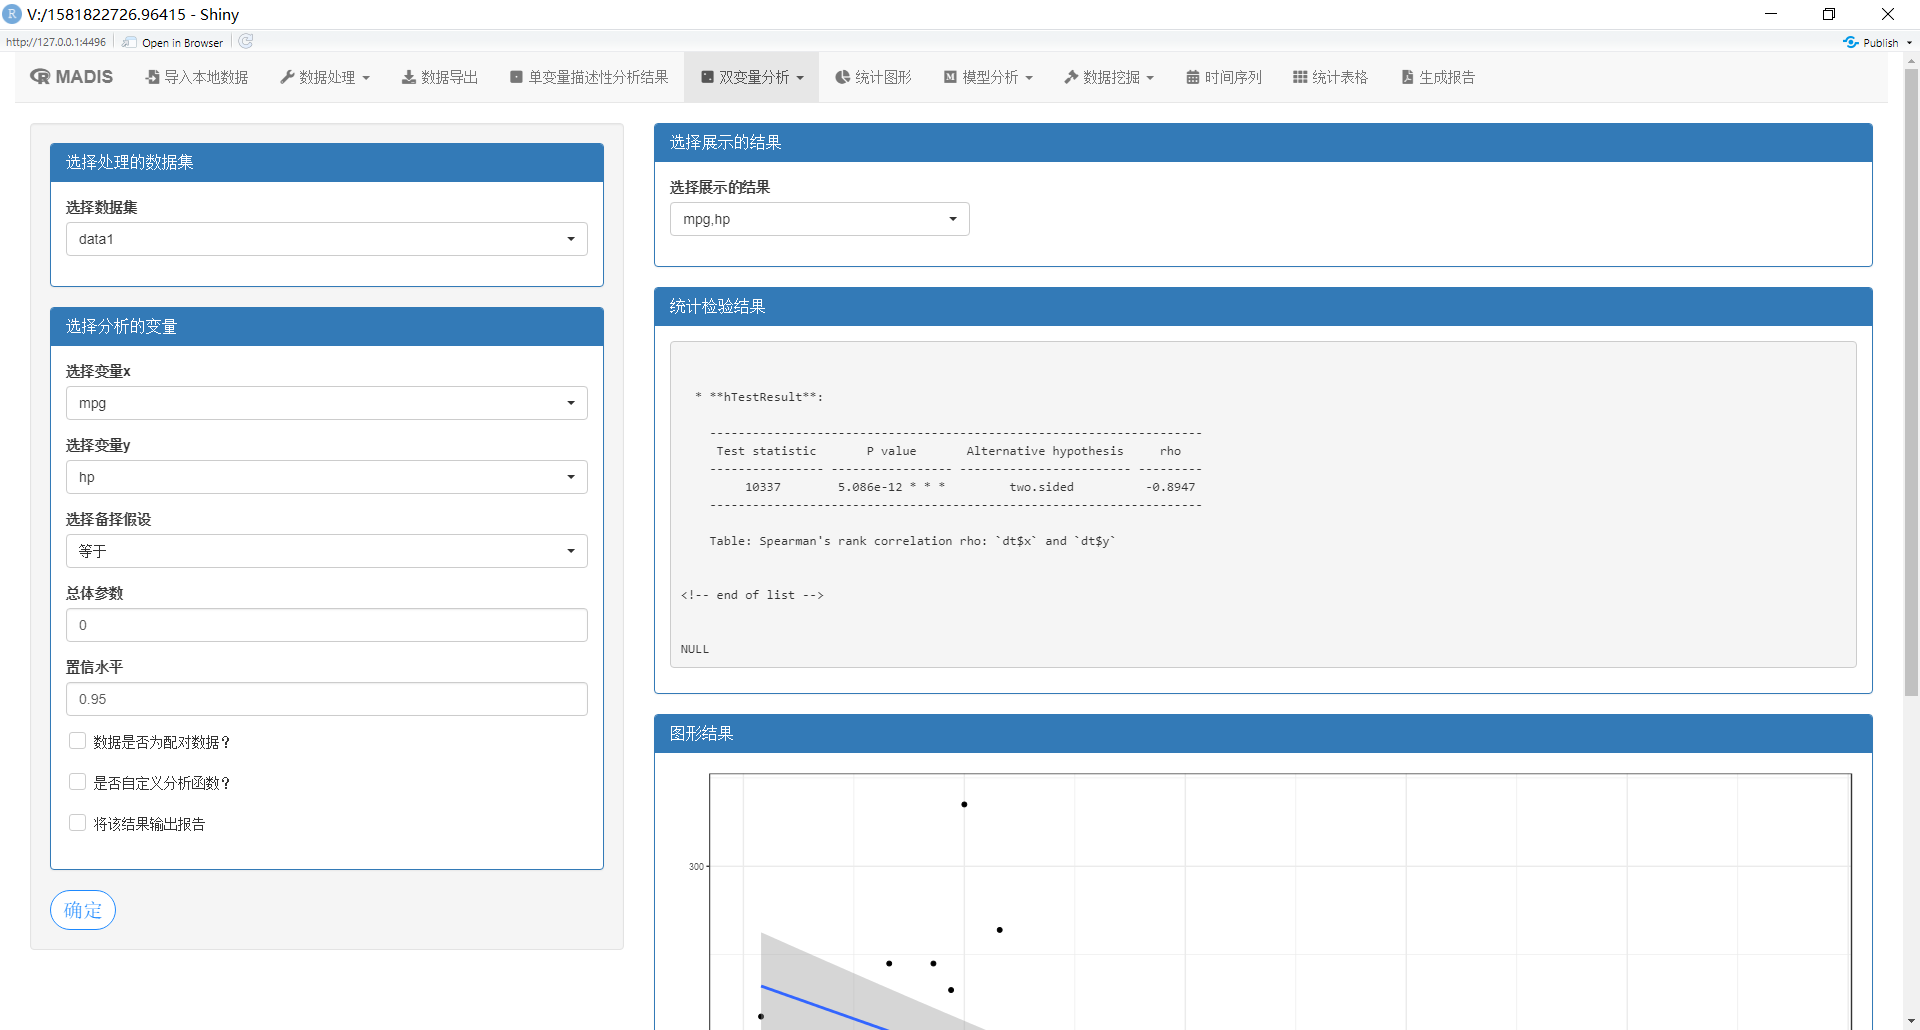 V:/1581822726.96415 - Shiny
http://127.0.0.1:4496 Open in Browser Publish
MADIS 导入本地数据 数据处理 数据导出 单变量描述性分析结果 双变量分析 统计图形 模型分析 数据挖掘 时间序列 统计表格 生成报告
选择处理的数据集
选择数据集
data1
选择分析的变量
选择变量x
mpg
选择变量y
hp
选择备择假设
等于
总体参数
0
置信水平
0.95
数据是否为配对数据？
是否自定义分析函数？
将该结果输出报告
确定
选择展示的结果
选择展示的结果
mpg,hp
统计检验结果
* **hTestResult**:
---------------------------------------------------------------------
Test statistic P value Alternative hypothesis rho
---------------- ----------------- ------------------------ ---------
10337 5.086e-12 * * * two.sided -0.8947
---------------------------------------------------------------------
Table: Spearman's rank correlation rho: `dt$x` and `dt$y`
<!-- end of list -->
NULL
图形结果
300